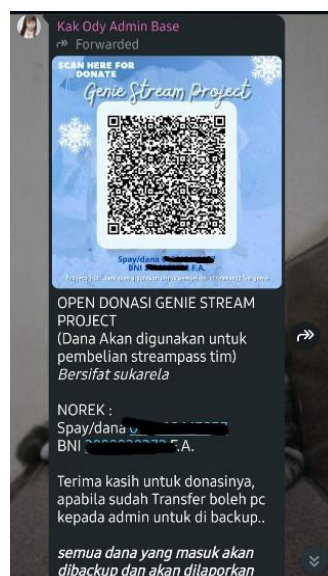 Kak Ody Admin Base
Forwarded
SCAN HERE FOR
DONATE
Genie Stream Project
Spay/dana
BNI F.A.
OPEN DONASI GENIE STREAM
PROJECT
(Dana Akan digunakan untuk
pembelian streampass tim)
Bersifat sukarela
NOREK :
Spay/dana
BNI F.A.
Terima kasih untuk donasinya,
apabila sudah Transfer boleh pc
kepada admin untuk di backup..
semua dana yang masuk akan
dibackup dan akan dilaporkan